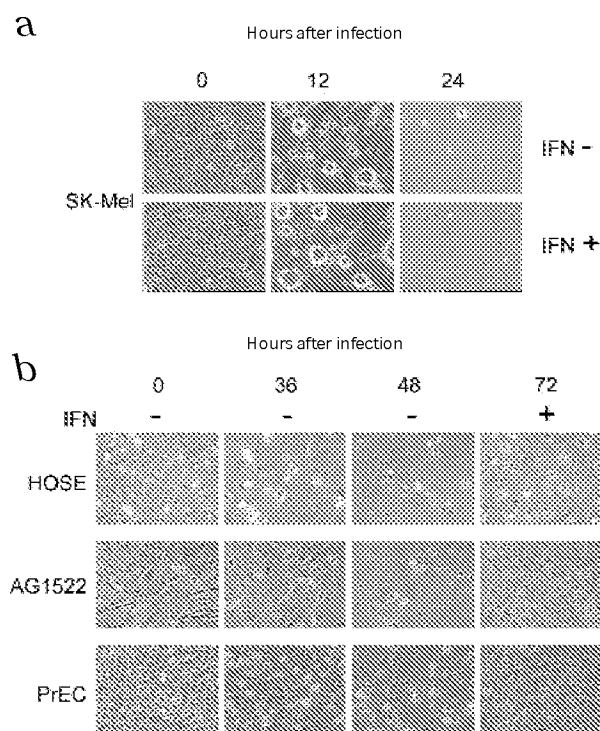 a
Hours after infection
0 12 24
IFN -
SK-Mel
IFN +
b
Hours after infection
0 36 48 72
IFN - - - +
HOSE
AG1522
PrEC